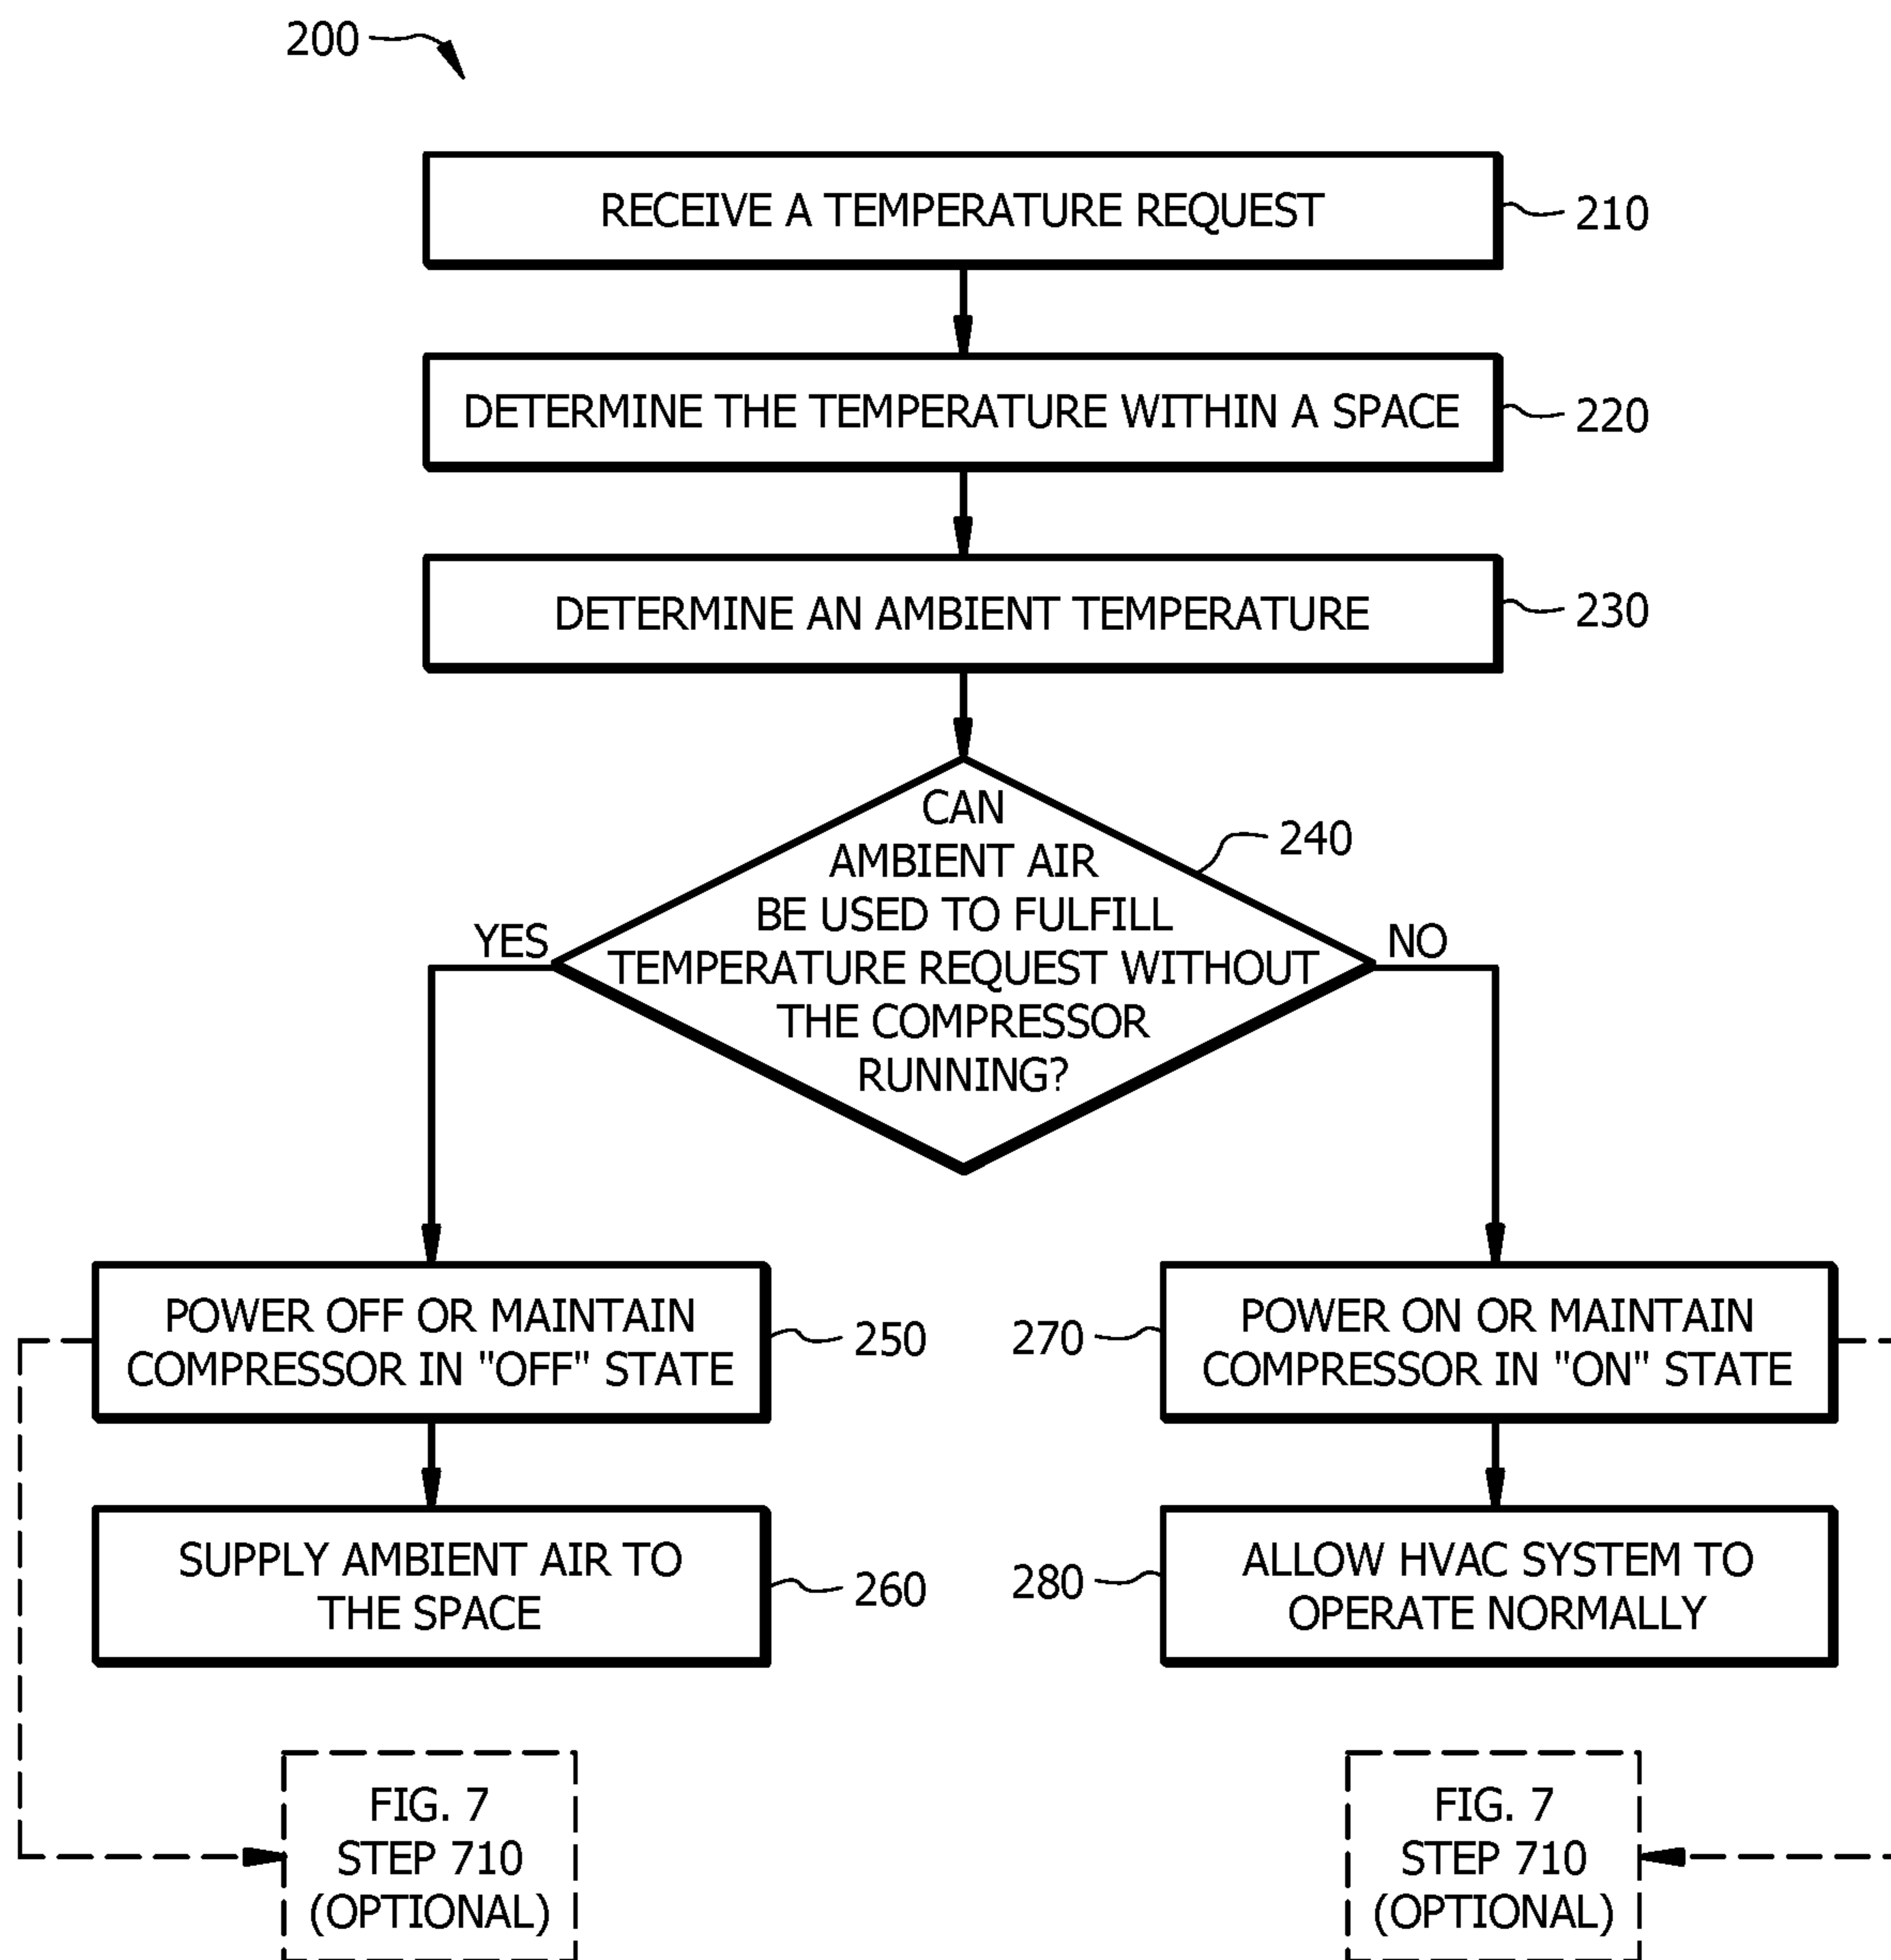 200
RECEIVE A TEMPERATURE REQUEST
210
DETERMINE THE TEMPERATURE WITHIN A SPACE
220
DETERMINE AN AMBIENT TEMPERATURE
230
CAN
AMBIENT AIR
BE USED TO FULFILL
TEMPERATURE REQUEST WITHOUT
THE COMPRESSOR
RUNNING?
240
YES
NO
POWER OFF OR MAINTAIN
COMPRESSOR IN "OFF" STATE
250
270
POWER ON OR MAINTAIN
COMPRESSOR IN "ON" STATE
SUPPLY AMBIENT AIR TO
THE SPACE
260
280
ALLOW HVAC SYSTEM TO
OPERATE NORMALLY
FIG. 7
STEP 710
(OPTIONAL)
FIG. 7
STEP 710
(OPTIONAL)